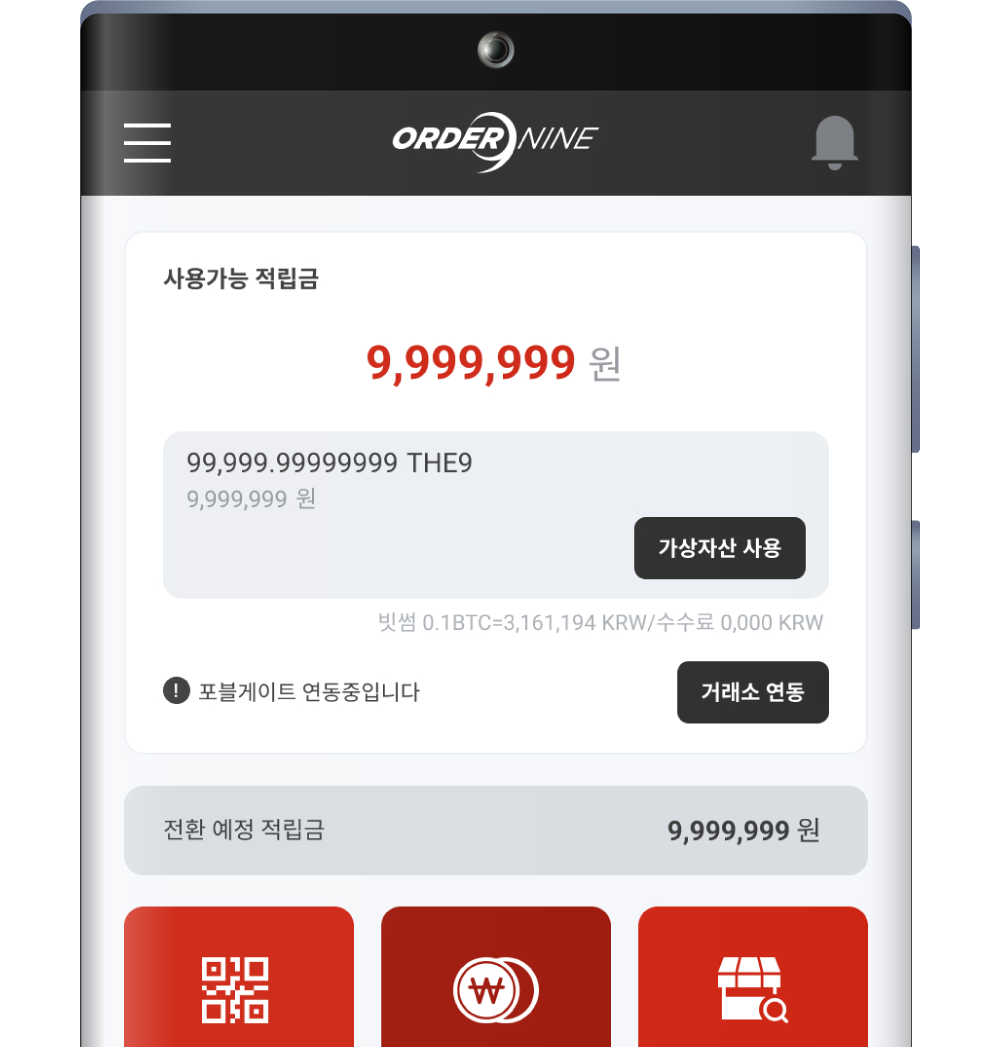 ORDER NINE
사용가능 적립금
9,999,999 원
99,999.99999999 THE9
9,999,999 원
가상자산 사용
빗썸 0.1BTC=3,161,194 KRW/수수료 0,000 KRW
! 포블게이트 연동중입니다
거래소 연동
전환 예정 적립금
9,999,999 원
₩